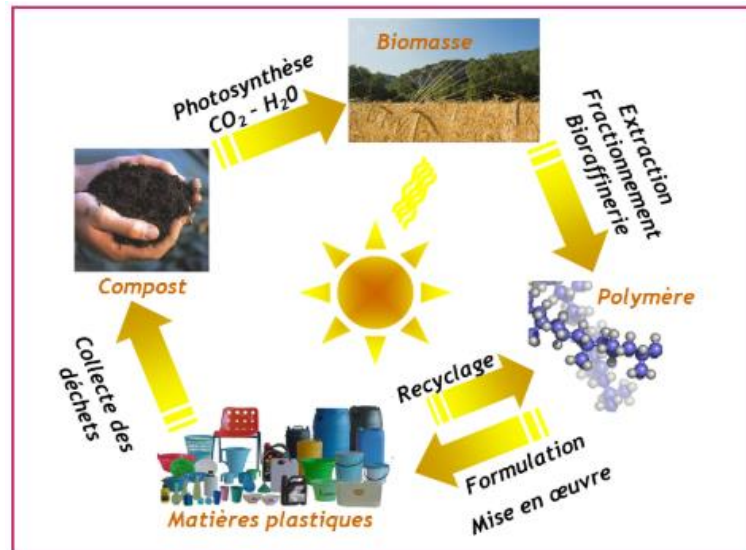 Biomasse
Photosynthèse
CO₂ - H₂0
Extraction
Fractionnement
Bioraffinerie
Compost
Polymère
Collecte des
déchets
Recyclage
Formulation
Mise en œuvre
Matières plastiques